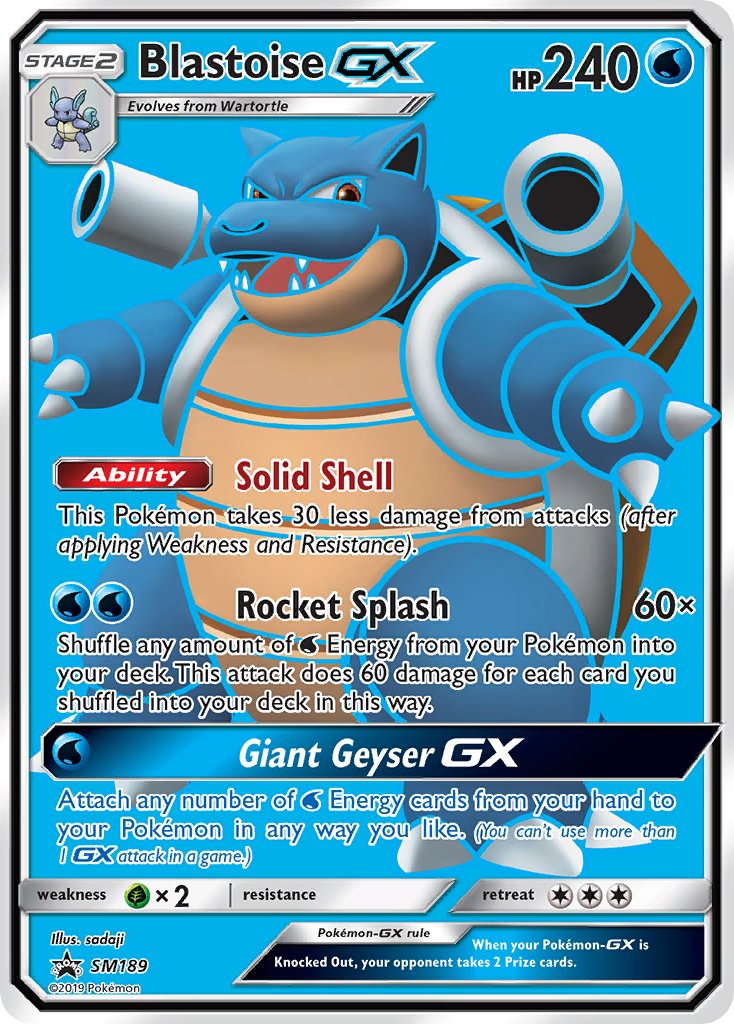 STAGE2 Blastoise GX HP240
Evolves from Wartortle
Ability Solid Shell
This Pokémon takes 30 less damage from attacks (after
applying Weakness and Resistance).
Rocket Splash 60×
Shuffle any amount of Energy from your Pokémon into
your deck. This attack does 60 damage for each card you
shuffled into your deck in this way.
Giant Geyser GX
Attach any number of Energy cards from your hand to
your Pokémon in any way you like. (You can't use more than
1 GX attack in a game.)
weakness ×2 resistance retreat
Illus. sadaji
SM189
©2019 Pokémon
Pokémon-GX rule
When your Pokémon-GX is
Knocked Out, your opponent takes 2 Prize cards.